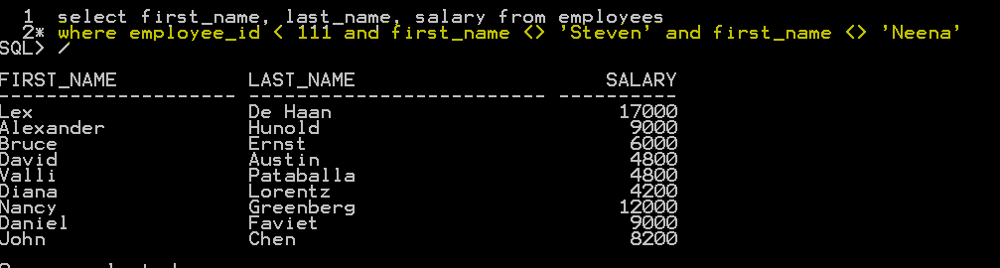 1 select first_name, last_name, salary from employees
2* where employee_id < 111 and first_name <> 'Steven' and first_name <> 'Neena'
SQL> /
FIRST_NAME LAST_NAME SALARY
-------------------- ------------------------- ----------
Lex De Haan 17000
Alexander Hunold 9000
Bruce Ernst 6000
David Austin 4800
Valli Pataballa 4800
Diana Lorentz 4200
Nancy Greenberg 12000
Daniel Faviet 9000
John Chen 8200